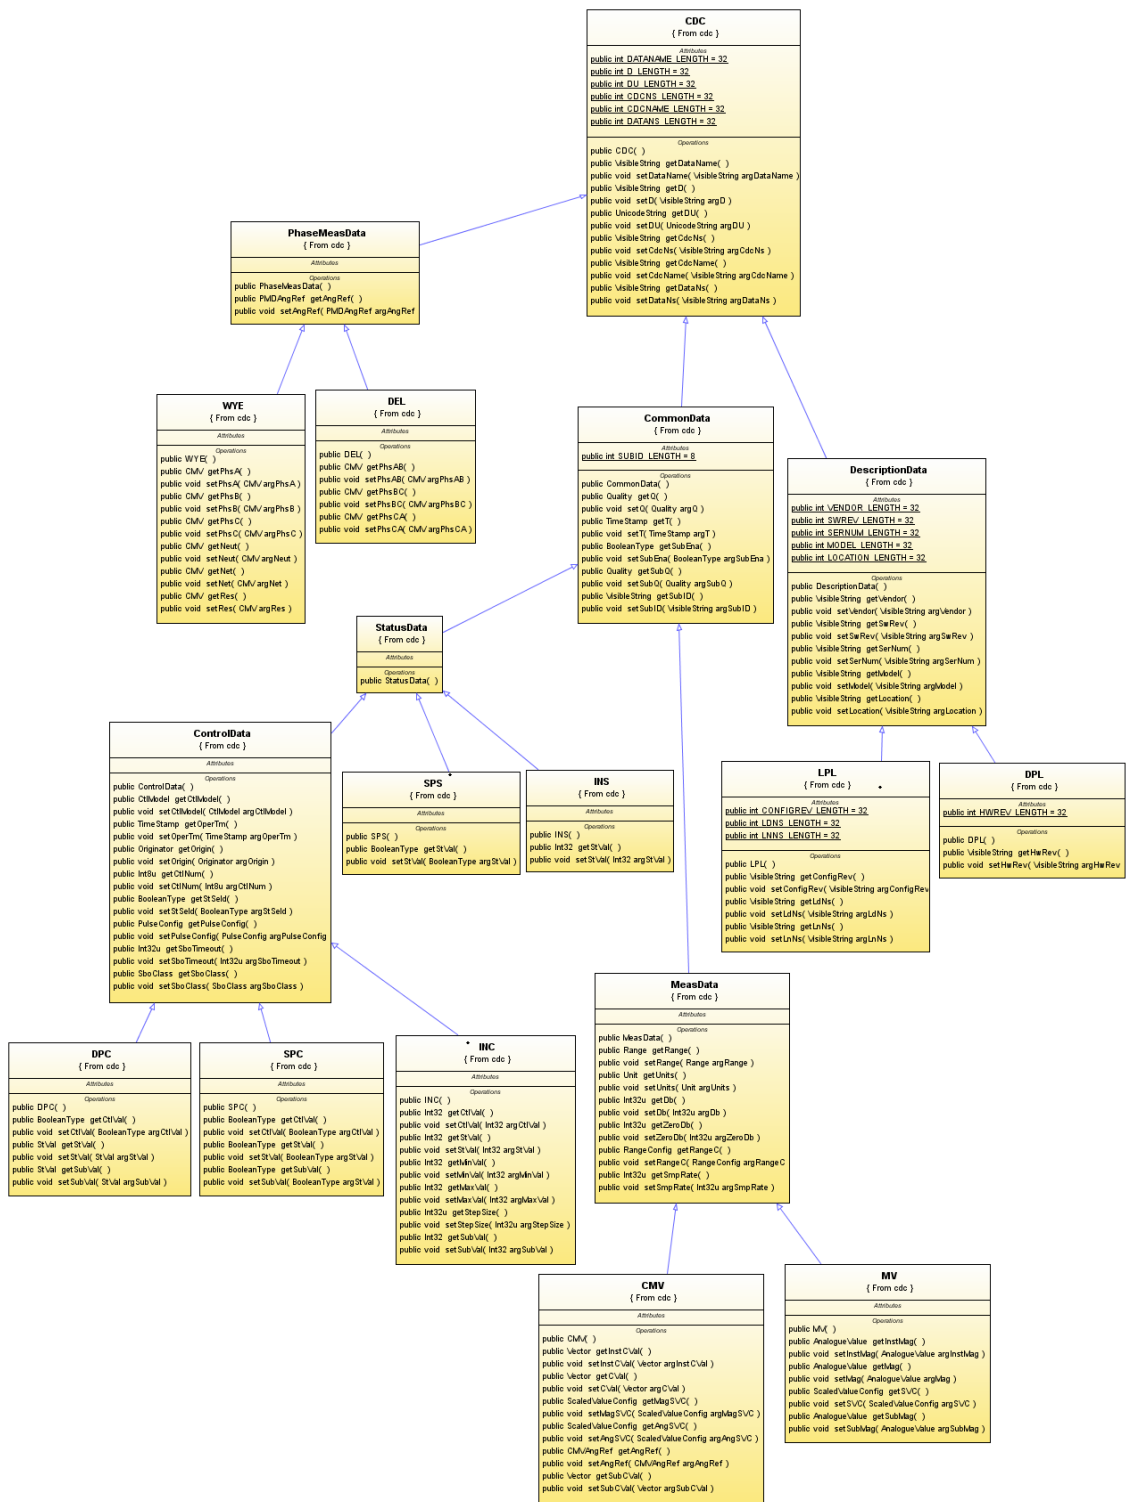 CDC
{ From cdc }
Attributes
public int DATANAME_LENGTH = 32
public int D_LENGTH = 32
public int DU_LENGTH = 32
public int CDCNS_LENGTH = 32
public int CDCNAME_LENGTH = 32
public int DATANS_LENGTH = 32
Operations
public CDC( )
public VisibleString getDataName( )
public void setDataName( VisibleString argDataName )
public VisibleString getD( )
public void setD( VisibleString argD )
public UnicodeString getDU( )
public void setDU( UnicodeString argDU )
public VisibleString getCdcNs( )
public void setCdcNs( VisibleString argCdcNs )
public VisibleString getCdcName( )
public void setCdcName( VisibleString argCdcName )
public VisibleString getDataNs( )
public void setDataNs( VisibleString argDataNs )
PhaseMeasData
{ From cdc }
Attributes
Operations
public PhaseMeasData( )
public PMDAngRef getAngRef( )
public void setAngRef( PMDAngRef argAngRef
WYE
{ From cdc }
Attributes
Operations
public WYE( )
public CMV getPhsA( )
public void setPhsA( CMV argPhsA )
public CMV getPhsB( )
public void setPhsB( CMV argPhsB )
public CMV getPhsC( )
public void setPhsC( CMV argPhsC )
public CMV getNeut( )
public void setNeut( CMV argNeut )
public CMV getNet( )
public void setNet( CMV argNet )
public CMV getRes( )
public void setRes( CMV argRes )
DEL
{ From cdc }
Attributes
Operations
public DEL( )
public CMV getPhsAB( )
public void setPhsAB( CMV argPhsAB )
public CMV getPhsBC( )
public void setPhsBC( CMV argPhsBC )
public CMV getPhsCA( )
public void setPhsCA( CMV argPhsCA )
CommonData
{ From cdc }
Attributes
public int SUBID_LENGTH = 8
Operations
public CommonData( )
public Quality getQ( )
public void setQ( Quality argQ )
public TimeStamp getT( )
public void setT( TimeStamp argT )
public BooleanType getSubEna( )
public void setSubEna( BooleanType argSubEna )
public Quality getSubQ( )
public void setSubQ( Quality argSubQ )
public VisibleString getSubID( )
public void setSubID( VisibleString argSubID )
DescriptionData
{ From cdc }
Attributes
public int VENDOR_LENGTH = 32
public int SWREV_LENGTH = 32
public int SERNUM_LENGTH = 32
public int MODEL_LENGTH = 32
public int LOCATION_LENGTH = 32
Operations
public DescriptionData( )
public VisibleString getVendor( )
public void setVendor( VisibleString argVendor )
public VisibleString getSwRev( )
public void setSwRev( VisibleString argSwRev )
public VisibleString getSerNum( )
public void setSerNum( VisibleString argSerNum )
public VisibleString getModel( )
public void setModel( VisibleString argModel )
public VisibleString getLocation( )
public void setLocation( VisibleString argLocation )
StatusData
{ From cdc }
Attributes
Operations
public StatusData( )
ControlData
{ From cdc }
Attributes
Operations
public ControlData( )
public CtlModel getCtlModel( )
public void setCtlModel( CtlModel argCtlModel )
public TimeStamp getOperTm( )
public void setOperTm( TimeStamp argOperTm )
public Originator getOrigin( )
public void setOrigin( Originator argOrigin )
public Int8u getCtlNum( )
public void setCtlNum( Int8u argCtlNum )
public BooleanType getStSeld( )
public void setStSeld( BooleanType argStSeld )
public PulseConfig getPulseConfig( )
public void setPulseConfig( PulseConfig argPulseConfig
public Int32u getSboTimeout( )
public void setSboTimeout( Int32u argSboTimeout )
public SboClass getSboClass( )
public void setSboClass( SboClass argSboClass )
SPS
{ From cdc }
Attributes
Operations
public SPS( )
public BooleanType getStVal( )
public void setStVal( BooleanType argStVal )
INS
{ From cdc }
Attributes
Operations
public INS( )
public Int32 getStVal( )
public void setStVal( Int32 argStVal )
LPL
{ From cdc }
Attributes
public int CONFIGREV_LENGTH = 32
public int LDNS_LENGTH = 32
public int LNNS_LENGTH = 32
Operations
public LPL( )
public VisibleString getConfigRev( )
public void setConfigRev( VisibleString argConfigRev
public VisibleString getLdNs( )
public void setLdNs( VisibleString argLdNs )
public VisibleString getLnNs( )
public void setLnNs( VisibleString argLnNs )
DPL
{ From cdc }
Attributes
public int HWREV_LENGTH = 32
Operations
public DPL( )
public VisibleString getHwRev( )
public void setHwRev( VisibleString argHwRev
MeasData
{ From cdc }
Attributes
Operations
public MeasData( )
public Range getRange( )
public void setRange( Range argRange )
public Unit getUnits( )
public void setUnits( Unit argUnits )
public Int32u getDb( )
public void setDb( Int32u argDb )
public Int32u getZeroDb( )
public void setZeroDb( Int32u argZeroDb )
public RangeConfig getRangeC( )
public void setRangeC( RangeConfig argRangeC
public Int32u getSmpRate( )
public void setSmpRate( Int32u argSmpRate )
DPC
{ From cdc }
Attributes
Operations
public DPC( )
public BooleanType getCtlVal( )
public void setCtlVal( BooleanType argCtlVal )
public StVal getStVal( )
public void setStVal( StVal argStVal )
public StVal getSubVal( )
public void setSubVal( StVal argSubVal )
SPC
{ From cdc }
Attributes
Operations
public SPC( )
public BooleanType getCtlVal( )
public void setCtlVal( BooleanType argCtlVal )
public BooleanType getStVal( )
public void setStVal( BooleanType argStVal )
public BooleanType getSubVal( )
public void setSubVal( BooleanType argStVal )
INC
{ From cdc }
Attributes
Operations
public INC( )
public Int32 getCtlVal( )
public void setCtlVal( Int32 argCtlVal )
public Int32 getStVal( )
public void setStVal( Int32 argStVal )
public Int32 getMinVal( )
public void setMinVal( Int32 argMinVal )
public Int32 getMaxVal( )
public void setMaxVal( Int32 argMaxVal )
public Int32u getStepSize( )
public void setStepSize( Int32u argStepSize )
public Int32 getSubVal( )
public void setSubVal( Int32 argSubVal )
CMV
{ From cdc }
Attributes
Operations
public CMV( )
public Vector getInstCVal( )
public void setInstCVal( Vector argInstCVal )
public Vector getCVal( )
public void setCVal( Vector argCVal )
public ScaledValueConfig getMagSVC( )
public void setMagSVC( ScaledValueConfig argMagSVC )
public ScaledValueConfig getAngSVC( )
public void setAngSVC( ScaledValueConfig argAngSVC )
public CMVAngRef getAngRef( )
public void setAngRef( CMVAngRef argAngRef )
public Vector getSubCVal( )
public void setSubCVal( Vector argSubCVal )
MV
{ From cdc }
Attributes
Operations
public MV( )
public AnalogueValue getInstMag( )
public void setInstMag( AnalogueValue argInstMag )
public AnalogueValue getMag( )
public void setMag( AnalogueValue argMag )
public ScaledValueConfig getSVC( )
public void setSVC( ScaledValueConfig argSVC )
public AnalogueValue getSubMag( )
public void setSubMag( AnalogueValue argSubMag )